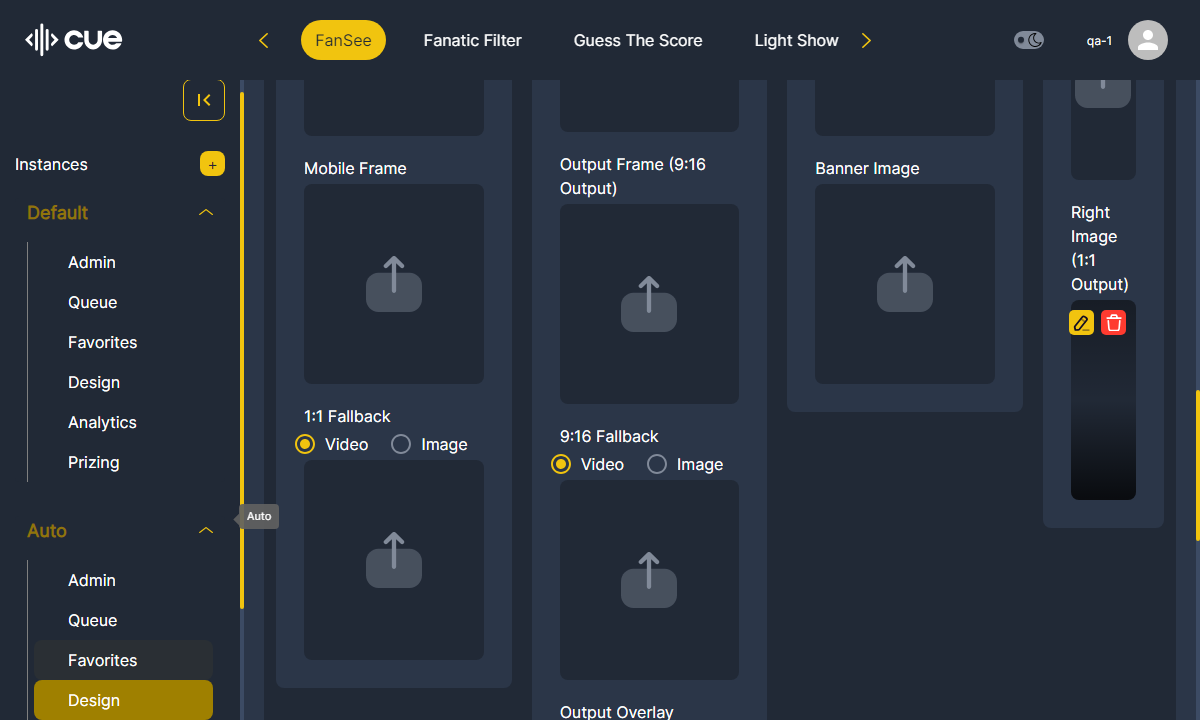 cue
FanSee
Fanatic Filter
Guess The Score
Light Show
qa-1
Instances
+
Default
Admin
Queue
Favorites
Design
Analytics
Prizing
Auto
Auto
Admin
Queue
Favorites
Design
Mobile Frame
1:1 Fallback
Video
Image
Output Frame (9:16
Output)
9:16 Fallback
Video
Image
Output Overlay
Banner Image
Right
Image
(1:1
Output)